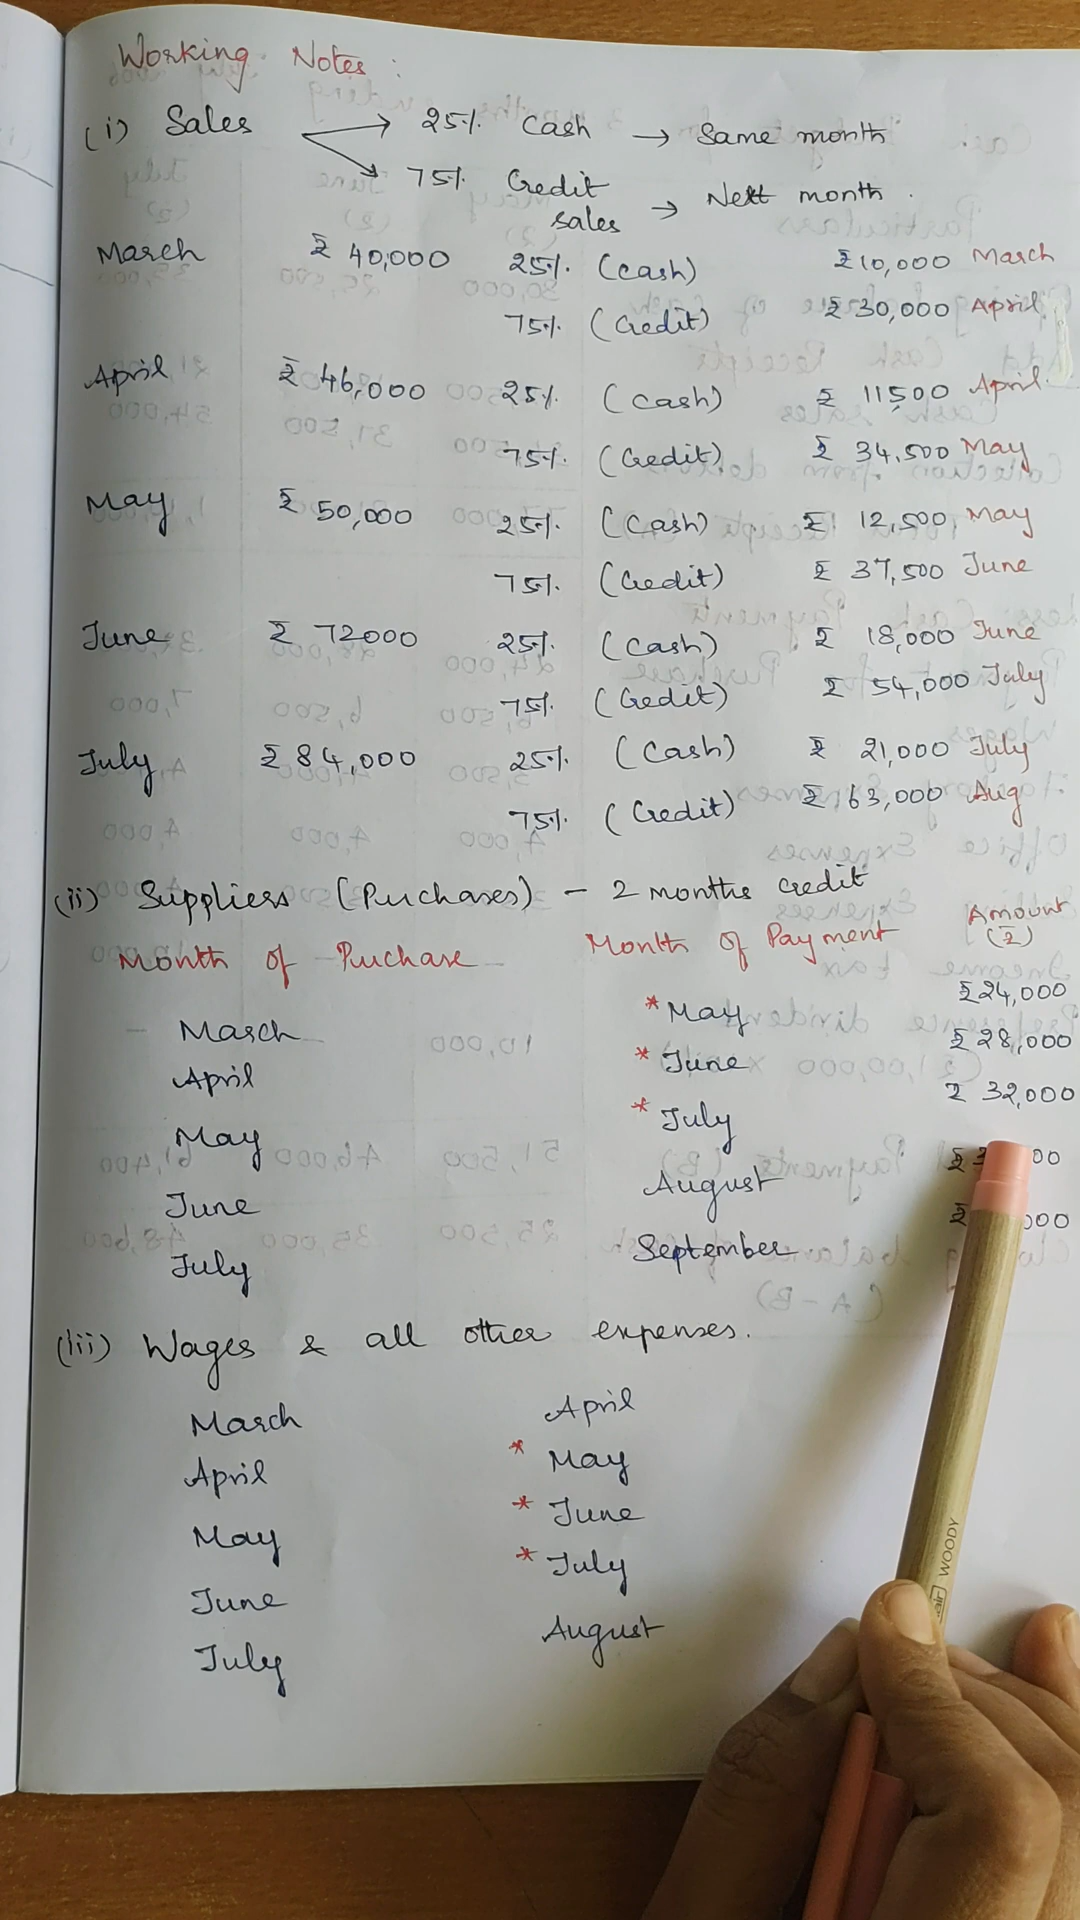 Working Notes :
(i) Sales → 25% Cash → Same month
→ 75% Credit sales → Next month.
March ₹ 40,000 25% (Cash) ₹10,000 March
75% (Credit) ₹ 30,000 April
April ₹ 46,000 25% (Cash) ₹ 11,500 April
75% (Credit) ₹ 34,500 May
May ₹ 50,000 25% (Cash) ₹ 12,500 May
75% (Credit) ₹ 37,500 June
June ₹ 72000 25% (Cash) ₹ 18,000 June
75% (Credit) ₹ 54,000 July
July ₹ 84,000 25% (Cash) ₹ 21,000 July
75% (Credit) ₹ 63,000 Aug
(ii) Suppliers (Purchases) - 2 months credit
Month of Purchase Month of Payment Amount (₹)
March * May ₹24,000
April * June ₹ 28,000
May * July ₹ 32,000
June August ₹
July September ₹
(iii) Wages & all other expenses.
March April
April * May
May * June
June * July
July August
WOODY